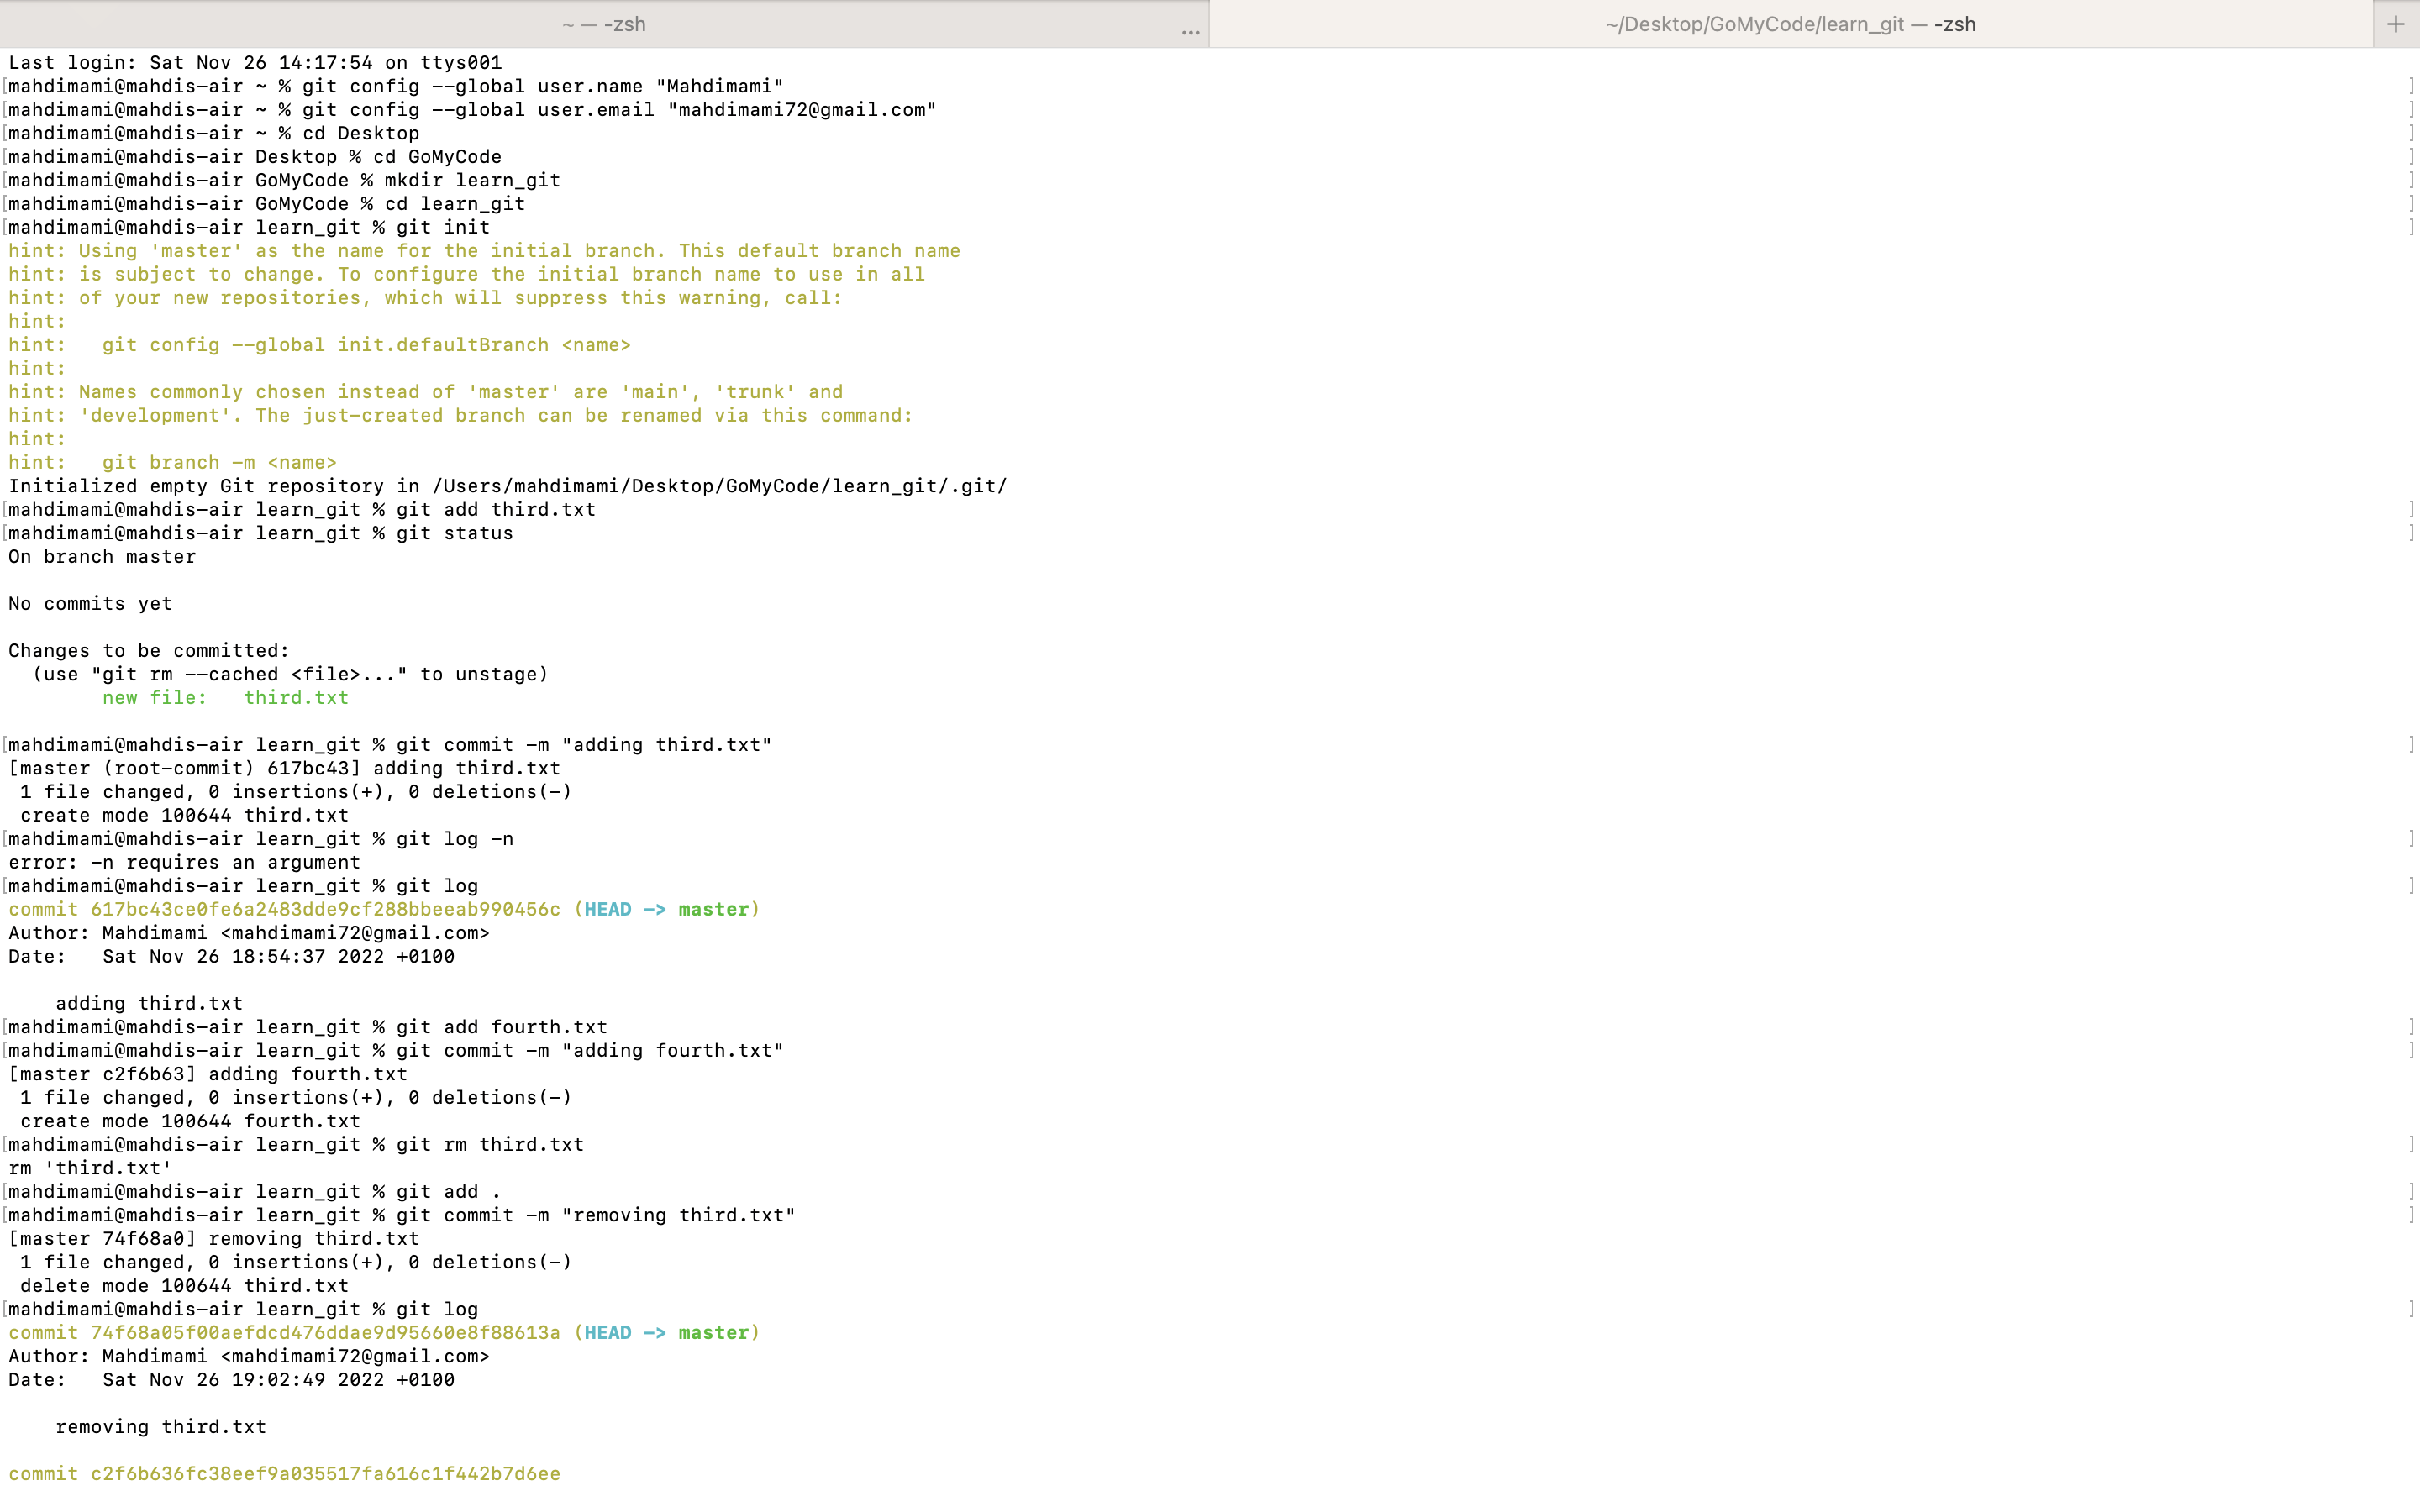 ~ — -zsh
...
~/Desktop/GoMyCode/learn_git — -zsh
+
Last login: Sat Nov 26 14:17:54 on ttys001
[mahdimami@mahdis-air ~ % git config --global user.name "Mahdimami" ]
[mahdimami@mahdis-air ~ % git config --global user.email "mahdimami72@gmail.com" ]
[mahdimami@mahdis-air ~ % cd Desktop ]
[mahdimami@mahdis-air Desktop % cd GoMyCode ]
[mahdimami@mahdis-air GoMyCode % mkdir learn_git ]
[mahdimami@mahdis-air GoMyCode % cd learn_git ]
[mahdimami@mahdis-air learn_git % git init ]
hint: Using 'master' as the name for the initial branch. This default branch name
hint: is subject to change. To configure the initial branch name to use in all
hint: of your new repositories, which will suppress this warning, call:
hint:
hint:   git config --global init.defaultBranch <name>
hint:
hint: Names commonly chosen instead of 'master' are 'main', 'trunk' and
hint: 'development'. The just-created branch can be renamed via this command:
hint:
hint:   git branch -m <name>
Initialized empty Git repository in /Users/mahdimami/Desktop/GoMyCode/learn_git/.git/
[mahdimami@mahdis-air learn_git % git add third.txt ]
[mahdimami@mahdis-air learn_git % git status ]
On branch master
No commits yet
Changes to be committed:
  (use "git rm --cached <file>..." to unstage)
        new file:   third.txt
[mahdimami@mahdis-air learn_git % git commit -m "adding third.txt" ]
[master (root-commit) 617bc43] adding third.txt
 1 file changed, 0 insertions(+), 0 deletions(-)
 create mode 100644 third.txt
[mahdimami@mahdis-air learn_git % git log -n ]
error: -n requires an argument
[mahdimami@mahdis-air learn_git % git log ]
commit 617bc43ce0fe6a2483dde9cf288bbeeab990456c (HEAD -> master)
Author: Mahdimami <mahdimami72@gmail.com>
Date:   Sat Nov 26 18:54:37 2022 +0100
    adding third.txt
[mahdimami@mahdis-air learn_git % git add fourth.txt ]
[mahdimami@mahdis-air learn_git % git commit -m "adding fourth.txt" ]
[master c2f6b63] adding fourth.txt
 1 file changed, 0 insertions(+), 0 deletions(-)
 create mode 100644 fourth.txt
[mahdimami@mahdis-air learn_git % git rm third.txt ]
rm 'third.txt'
[mahdimami@mahdis-air learn_git % git add . ]
[mahdimami@mahdis-air learn_git % git commit -m "removing third.txt" ]
[master 74f68a0] removing third.txt
 1 file changed, 0 insertions(+), 0 deletions(-)
 delete mode 100644 third.txt
[mahdimami@mahdis-air learn_git % git log ]
commit 74f68a05f00aefdcd476ddae9d95660e8f88613a (HEAD -> master)
Author: Mahdimami <mahdimami72@gmail.com>
Date:   Sat Nov 26 19:02:49 2022 +0100
    removing third.txt
commit c2f6b636fc38eef9a035517fa616c1f442b7d6ee